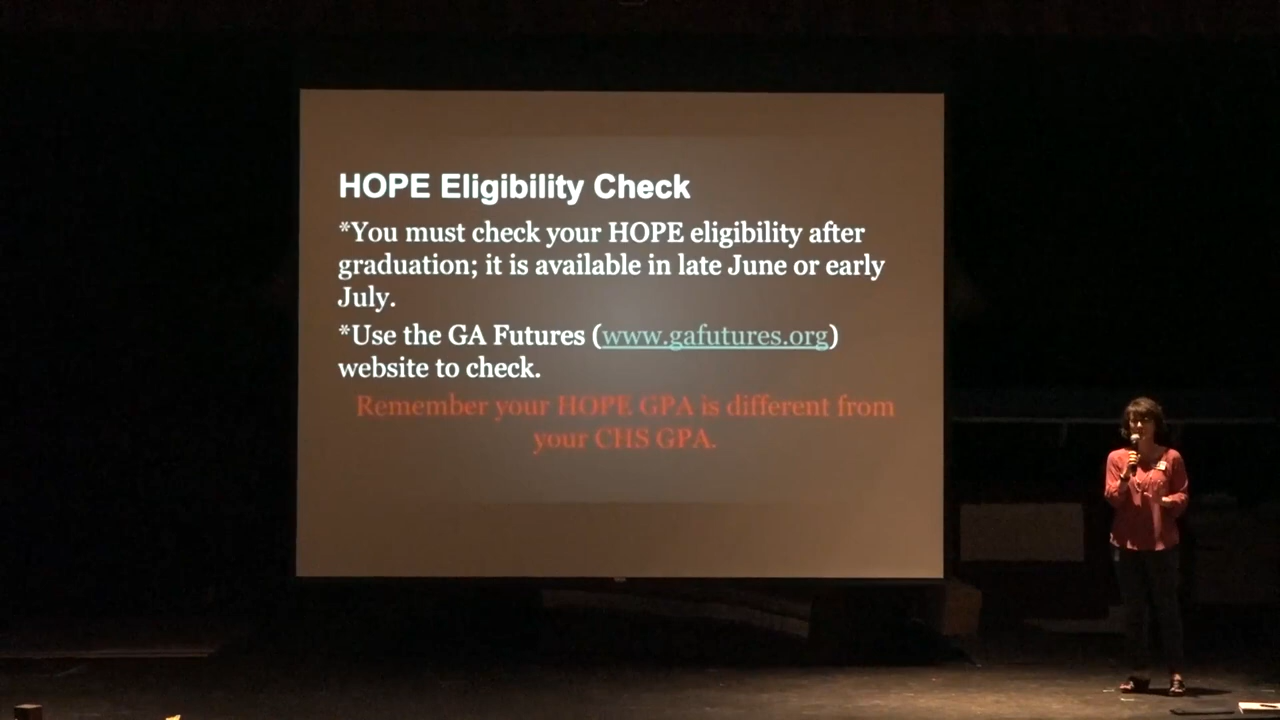 HOPE Eligibility Check
*You must check your HOPE eligibility after
graduation; it is available in late June or early
July.
*Use the GA Futures (www.gafutures.org)
website to check.
Remember your HOPE GPA is different from
your CHS GPA.